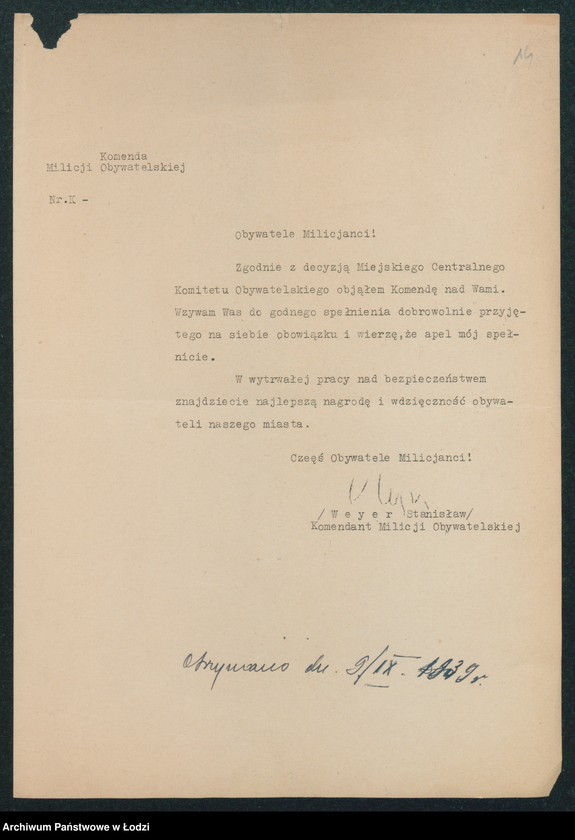 14
Komenda
Milicji Obywatelskiej
Nr.K -
Obywatele Milicjanci!
Zgodnie z decyzją Miejskiego Centralnego
Komitetu Obywatelskiego objąłem Komendę nad Wami.
Wzywam Was do godnego spełnienia dobrowolnie przyję-
tego na siebie obowiązku i wierzę,że apel mój speł-
nicie.
W wytrwałej pracy nad bezpieczeństwem
znajdziecie najlepszą nagrodę i wdzięczność obywa-
teli naszego miasta.
Częęś Obywatele Milicjanci!
/ W e y e r Stanisław/
Komendant Milicji Obywatelskiej
Otrzymano dn. 9/IX. 1939 r.
Archiwum Państwowe w Łodzi